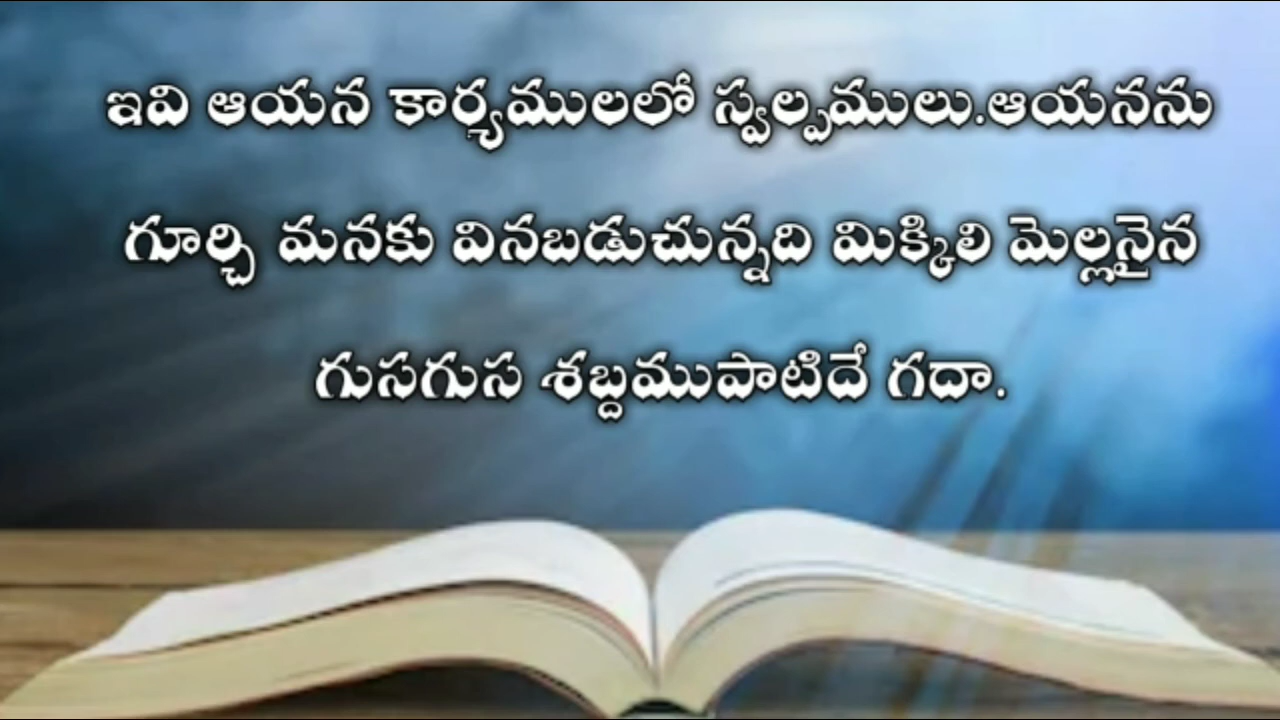 ఇవి ఆయన కార్యములలో స్వల్పములు.ఆయనను
గూర్చి మనకు వినబడుచున్నది మిక్కిలి మెల్లనైన
గుసగుస శబ్దముపాటిదే గదా.